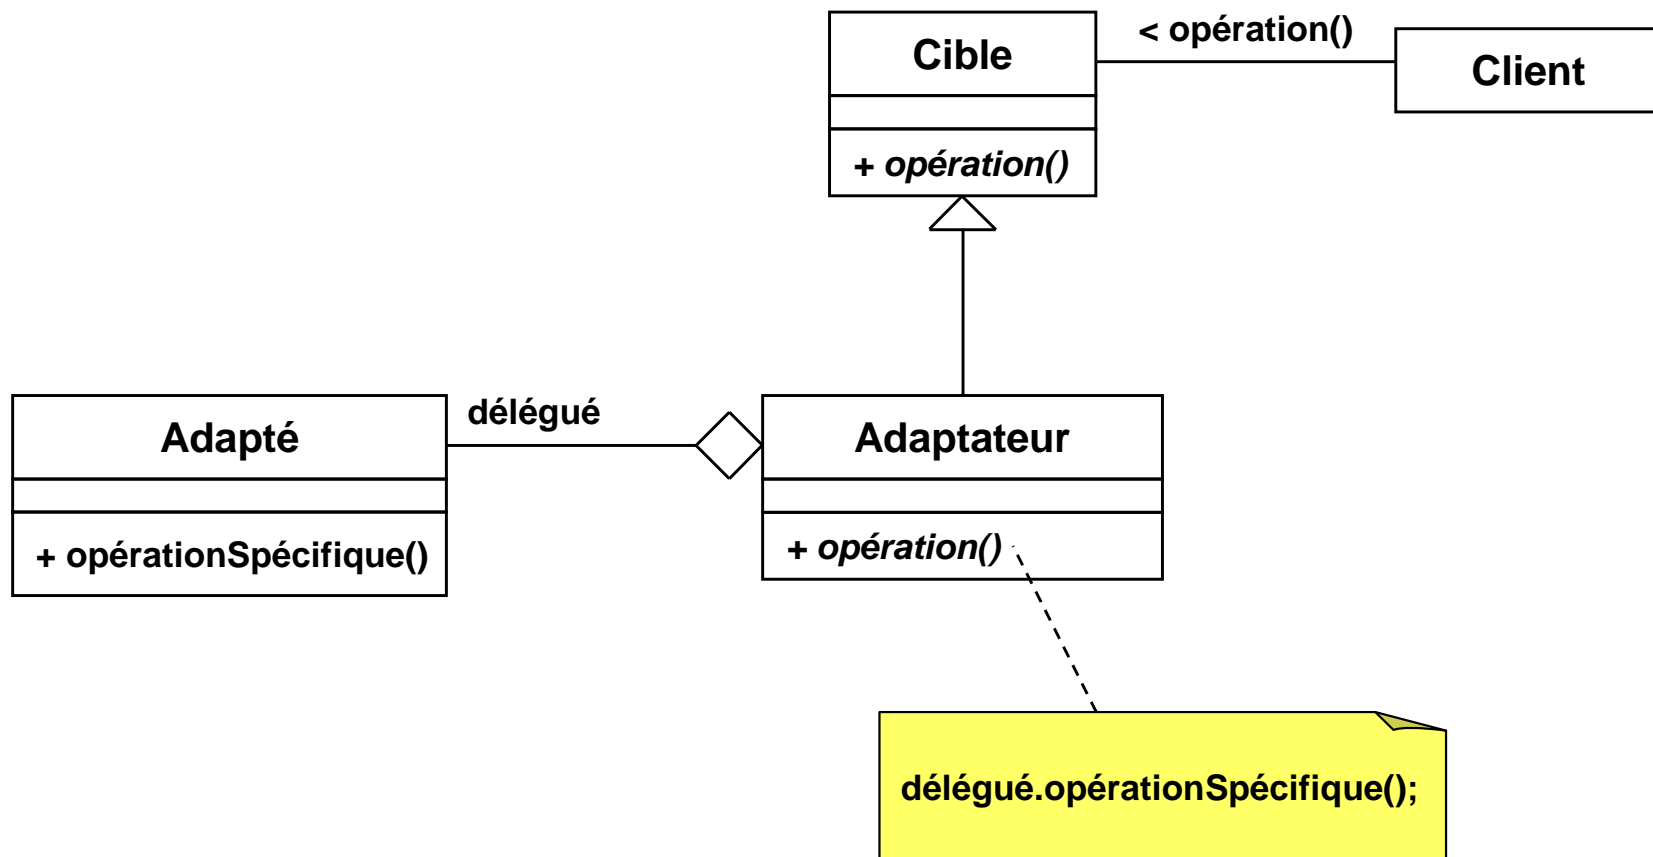 Cible
< opération()
Client
+ opération()
Adapté
délégué
Adaptateur
+ opérationSpécifique()
+ opération()
délégué.opérationSpécifique();